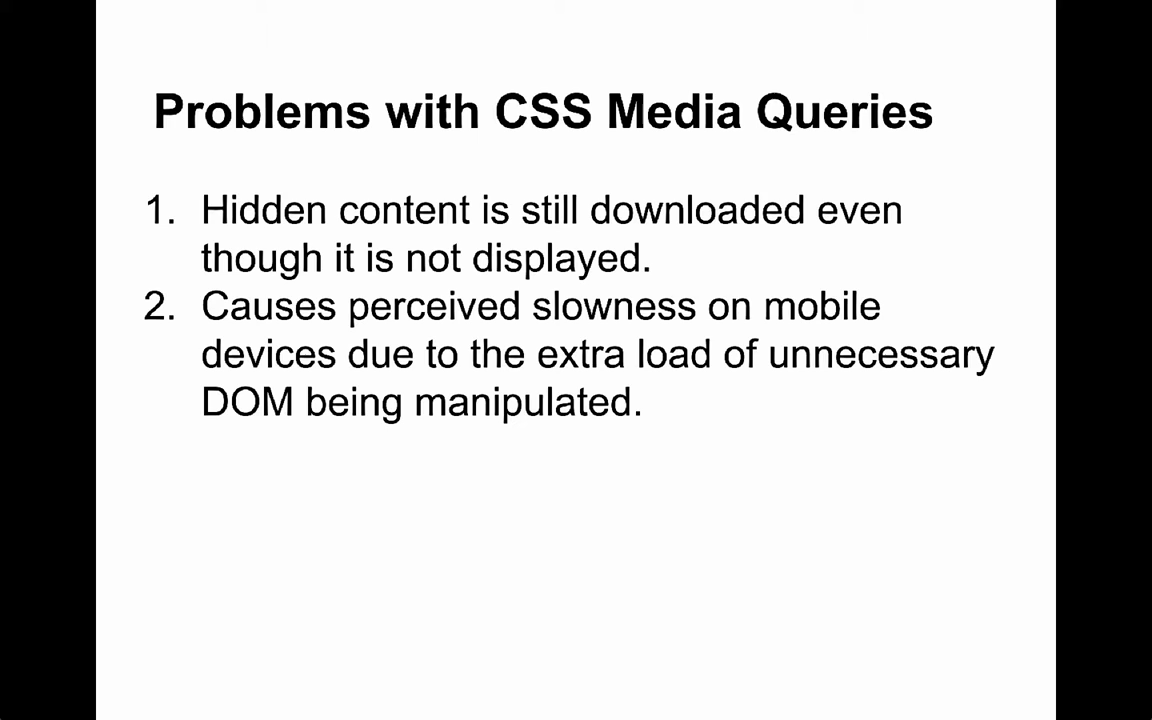 Problems with CSS Media Queries
1. Hidden content is still downloaded even
though it is not displayed.
2. Causes perceived slowness on mobile
devices due to the extra load of unnecessary
DOM being manipulated.